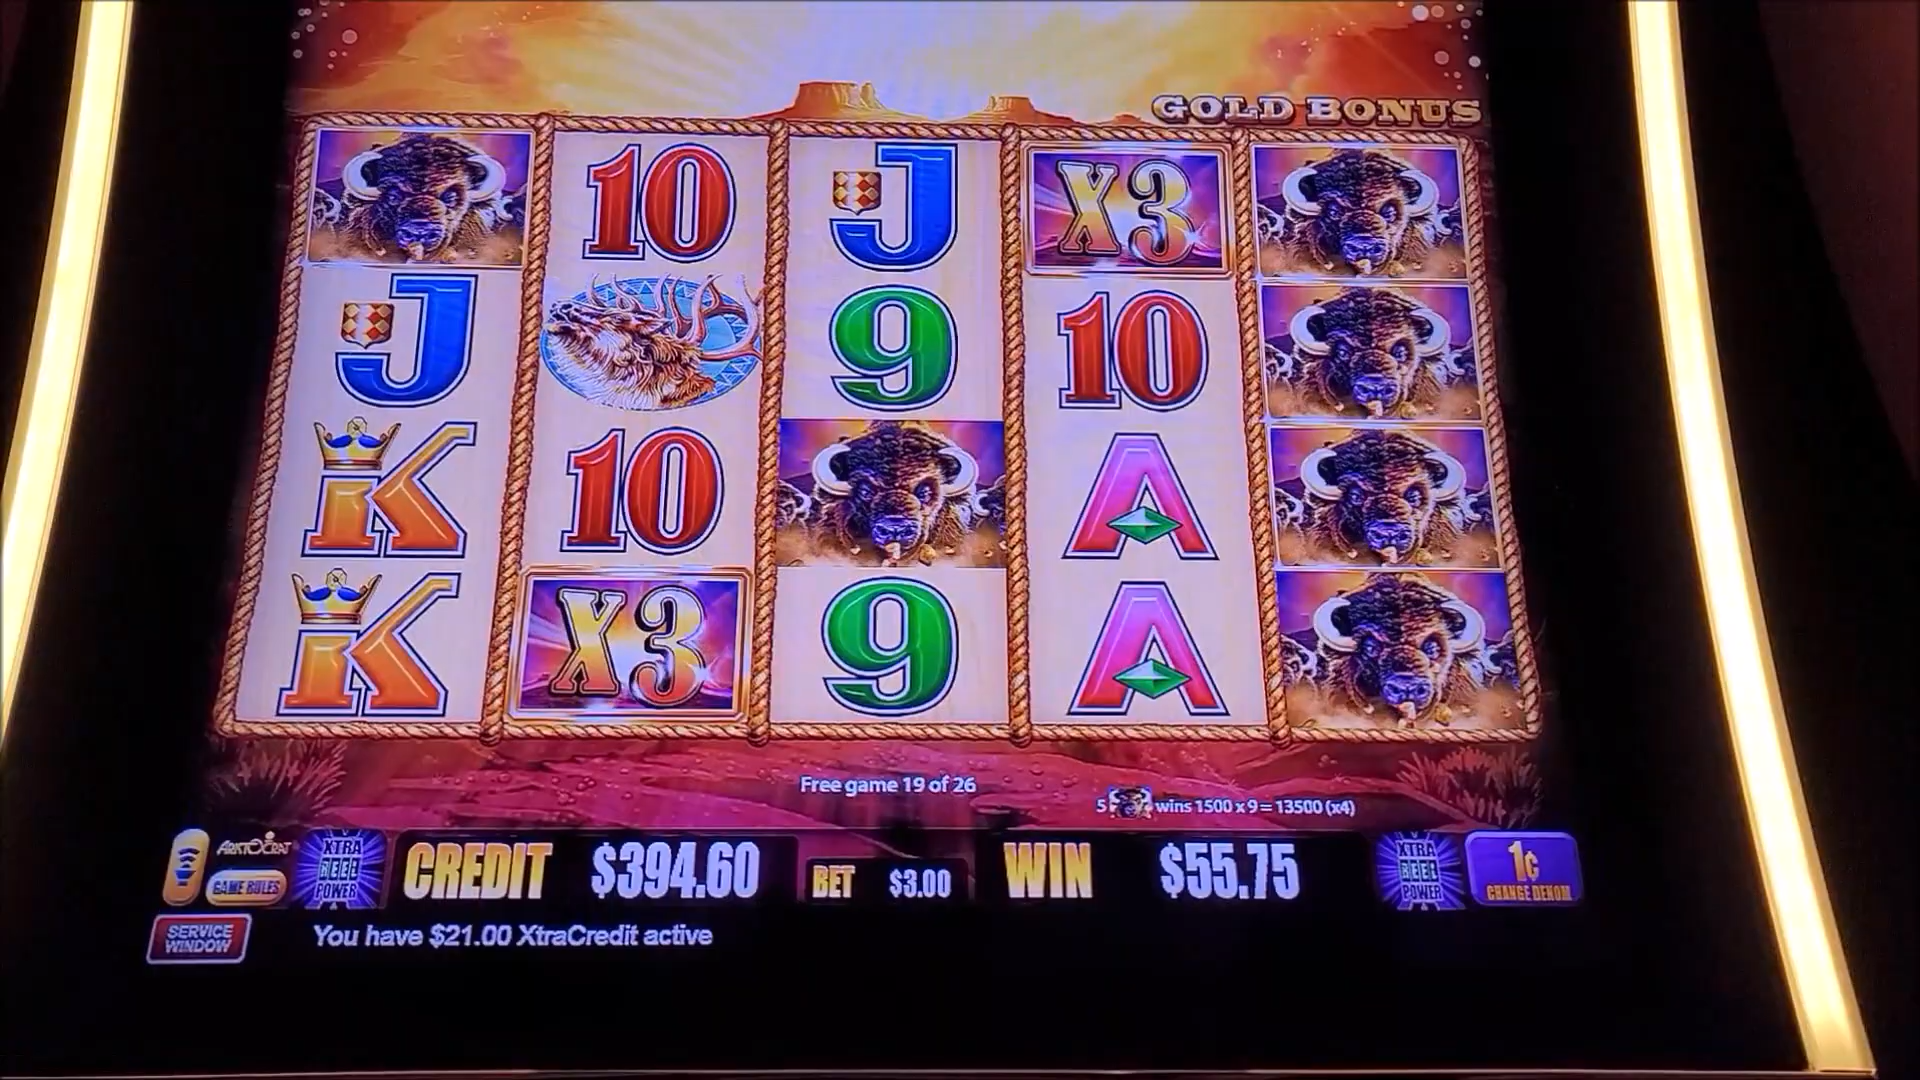 GOLD BONUS
10 J X3
J 9 10
K 10 A
K X3 9 A
Free game 19 of 26
5 wins 1500 x 9 = 13500 (x4)
ARISTOCRAT
GAME RULES
XTRA REEL POWER
CREDIT $394.60
BET $3.00
WIN $55.75
XTRA REEL POWER
1¢
CHANGE DENOM
SERVICE WINDOW
You have $21.00 XtraCredit active